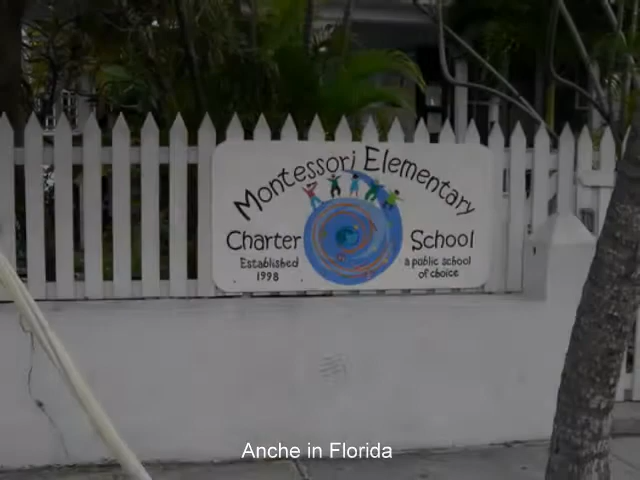 Montessori Elementary
Charter School
Established
1998
a public school
of choice
Anche in Florida